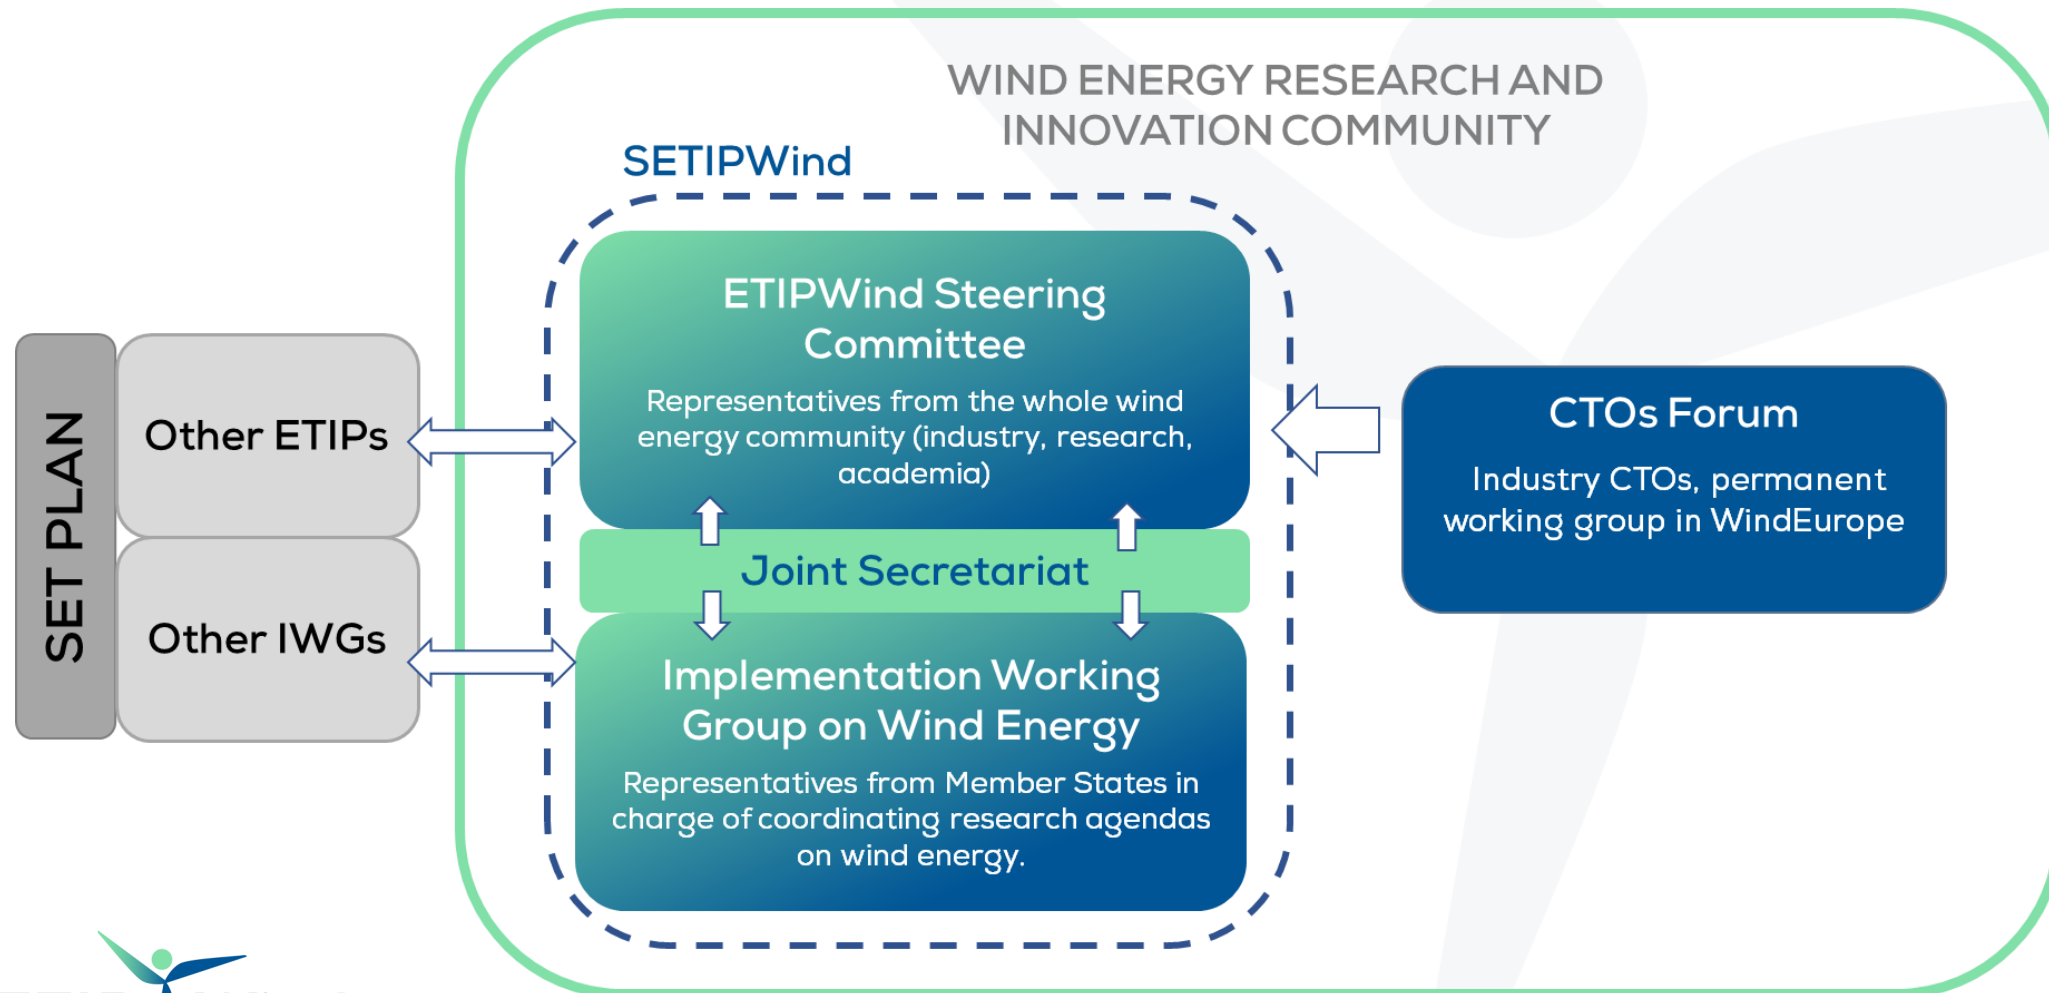 WIND ENERGY RESEARCH AND
INNOVATION COMMUNITY
SETIPWind
ETIPWind Steering
Committee
Representatives from the whole wind
energy community (industry, research,
academia)
Joint Secretariat
Implementation Working
Group on Wind Energy
Representatives from Member States in
charge of coordinating research agendas
on wind energy.
SET PLAN
Other ETIPs
Other IWGs
CTOs Forum
Industry CTOs, permanent
working group in WindEurope